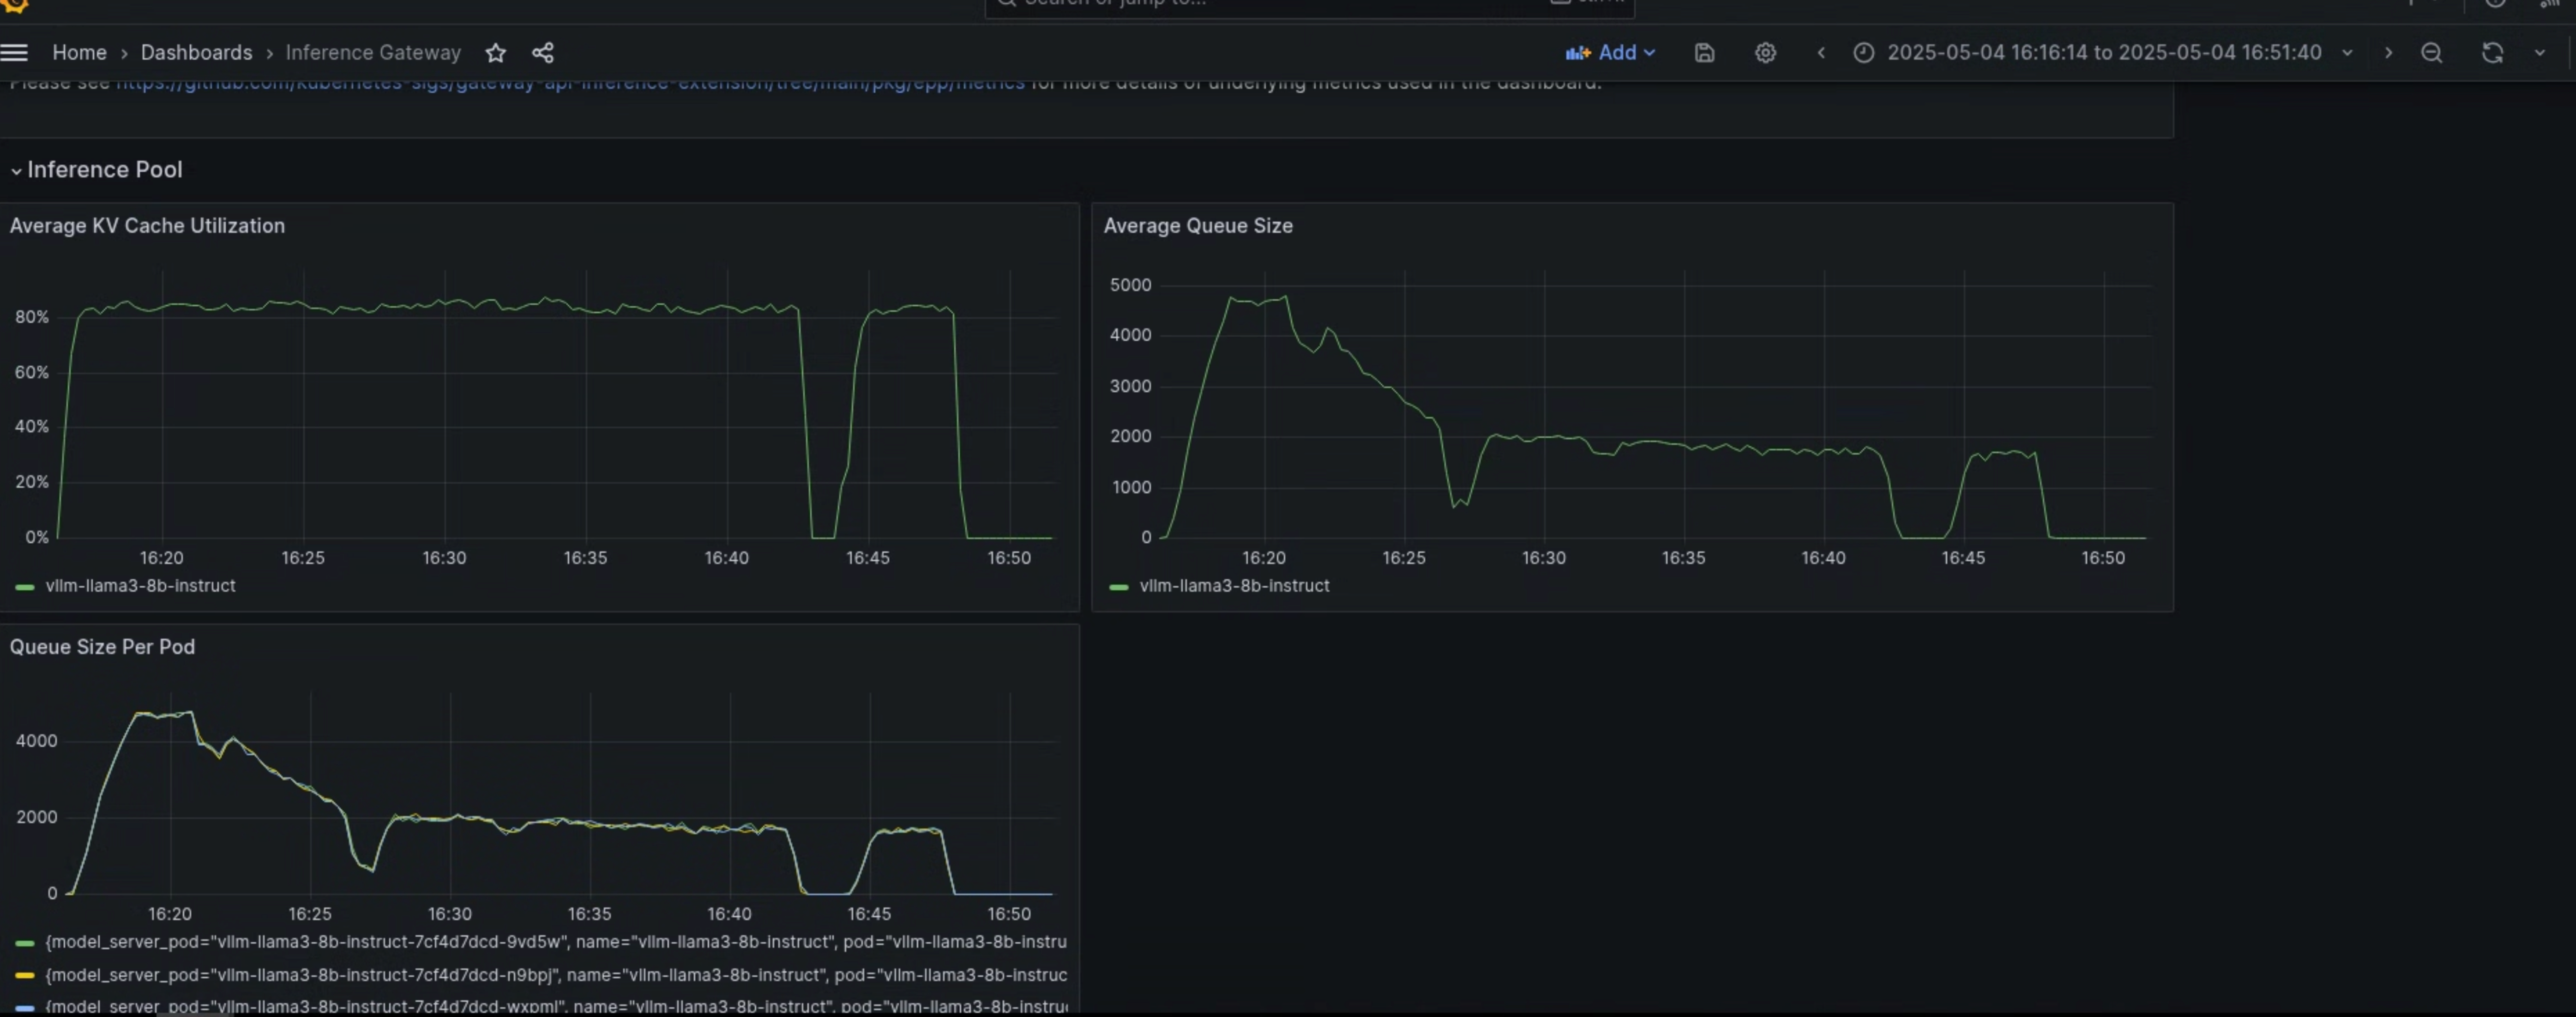 Search or jump to...
Home › Dashboards › Inference Gateway
Add
2025-05-04 16:16:14 to 2025-05-04 16:51:40
Please see https://github.com/kubernetes-sigs/gateway-api-inference-extension/tree/main/pkg/epp/metrics for more details of underlying metrics used in the dashboard.
Inference Pool
Average KV Cache Utilization
80%
60%
40%
20%
0%
16:20 16:25 16:30 16:35 16:40 16:45 16:50
vllm-llama3-8b-instruct
Average Queue Size
5000
4000
3000
2000
1000
0
16:20 16:25 16:30 16:35 16:40 16:45 16:50
vllm-llama3-8b-instruct
Queue Size Per Pod
4000
2000
0
16:20 16:25 16:30 16:35 16:40 16:45 16:50
{model_server_pod="vllm-llama3-8b-instruct-7cf4d7dcd-9vd5w", name="vllm-llama3-8b-instruct", pod="vllm-llama3-8b-instru
{model_server_pod="vllm-llama3-8b-instruct-7cf4d7dcd-n9bpj", name="vllm-llama3-8b-instruct", pod="vllm-llama3-8b-instruc
{model_server_pod="vllm-llama3-8b-instruct-7cf4d7dcd-wxpml", name="vllm-llama3-8b-instruct", pod="vllm-llama3-8b-instru